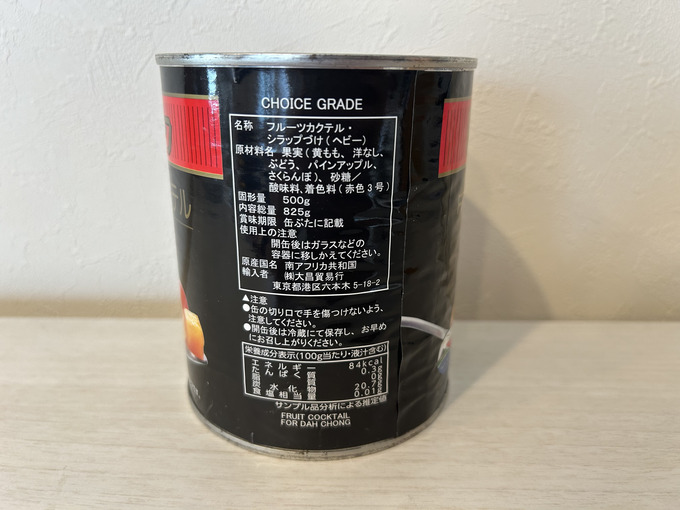 CHOICE GRADE
名称 フルーツカクテル・
シラップづけ(ヘビー)
原材料名 果実(黄もも、洋なし、
ぶどう、パインアップル、
さくらんぼ)、砂糖/
酸味料、着色料(赤色3号)
固形量 500g
内容総量 825g
賞味期限 缶ぶたに記載
使用上の注意
開缶後はガラスなどの
容器に移しかえてください。
原産国名 南アフリカ共和国
輸入者 ㈱大昌貿易行
東京都港区六本木 5-18-2
▲注意
●缶の切り口で手を傷つけないよう、
注意してください。
●開缶後は冷蔵にて保存し、お早め
にお召し上がりください。
栄養成分表示(100g当たり・液汁含む)
エネルギー 84kcal
たんぱく質 0.3g
脂質 0g
炭水化物 20.7g
食塩相当量 0.01g
サンプル品分析による推定値
FRUIT COCKTAIL
FOR DAH CHONG
テル